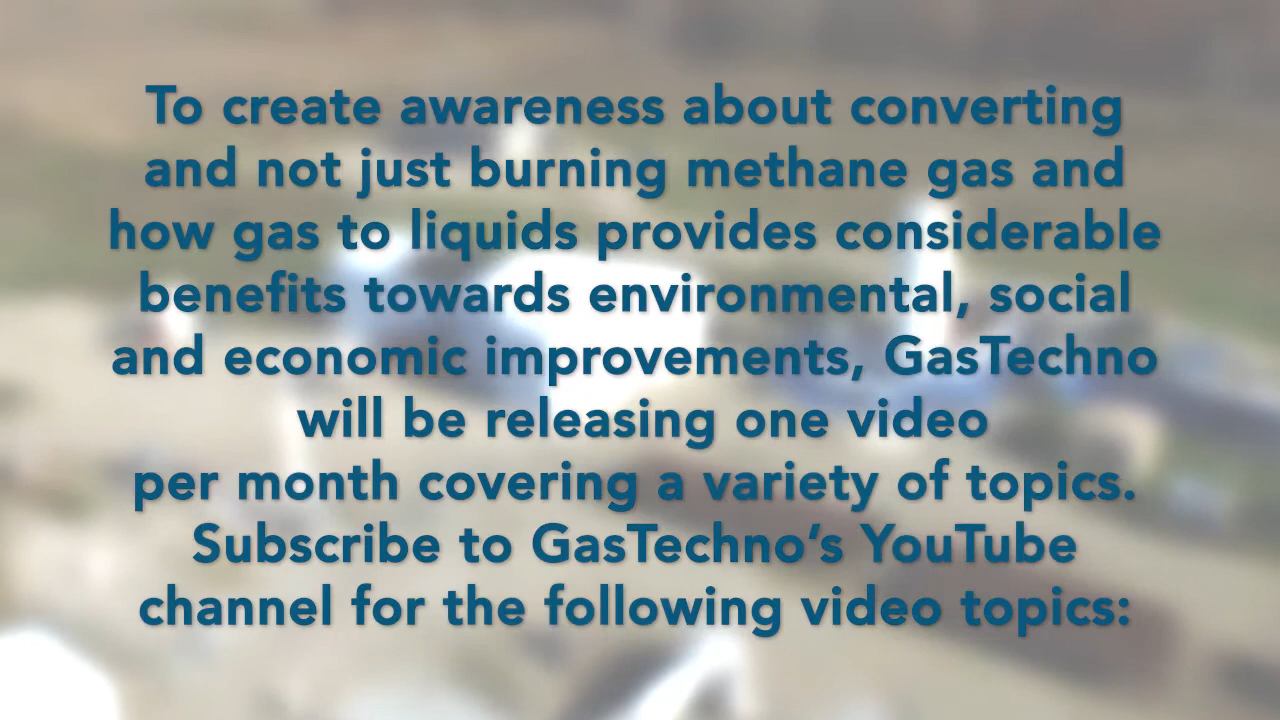 To create awareness about converting
and not just burning methane gas and
how gas to liquids provides considerable
benefits towards environmental, social
and economic improvements, GasTechno
will be releasing one video
per month covering a variety of topics.
Subscribe to GasTechno’s YouTube
channel for the following video topics: